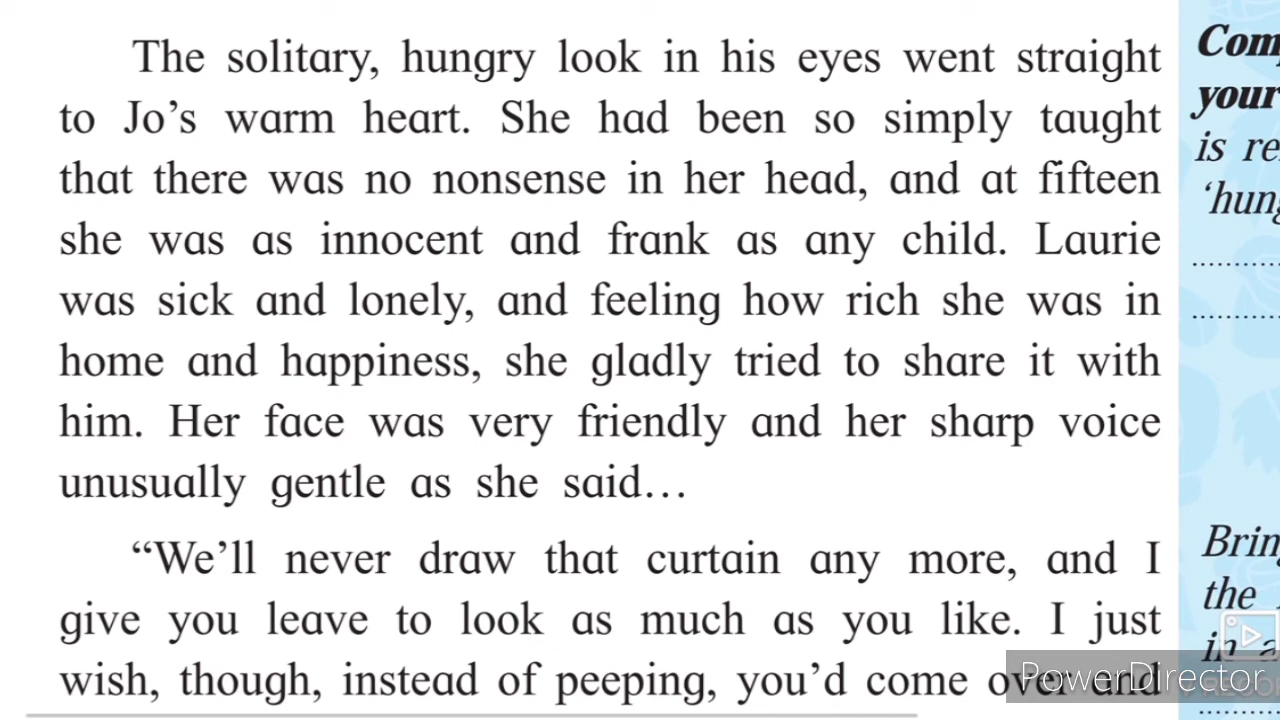 The solitary, hungry look in his eyes went straight
to Jo’s warm heart. She had been so simply taught
that there was no nonsense in her head, and at fifteen
she was as innocent and frank as any child. Laurie
was sick and lonely, and feeling how rich she was in
home and happiness, she gladly tried to share it with
him. Her face was very friendly and her sharp voice
unusually gentle as she said…
“We’ll never draw that curtain any more, and I
give you leave to look as much as you like. I just
wish, though, instead of peeping, you’d come over and
your
is
the
in
PowerDirector